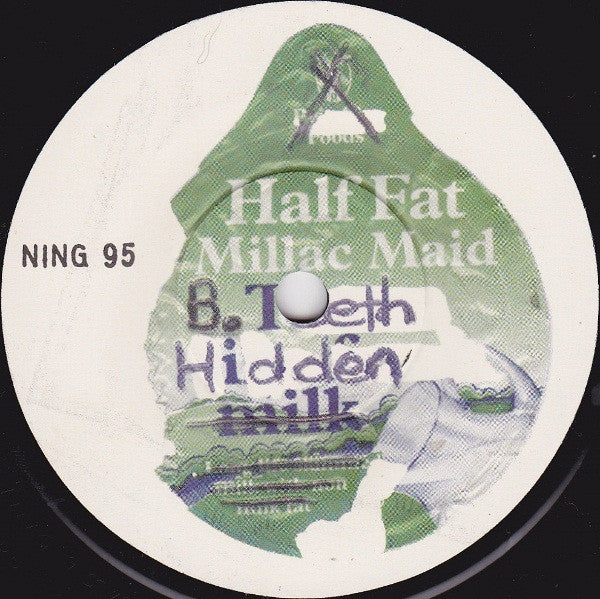 Foods
Half Fat
Millac Maid
NING 95
B. Teeth
Hidden
milk
milk fat